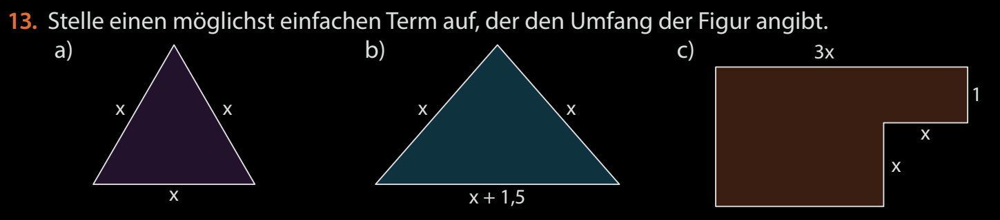 13. Stelle einen möglichst einfachen Term auf, der den Umfang der Figur angibt.
a)
x
x
x
b)
x
x
x + 1,5
c)
3x
1
x
x